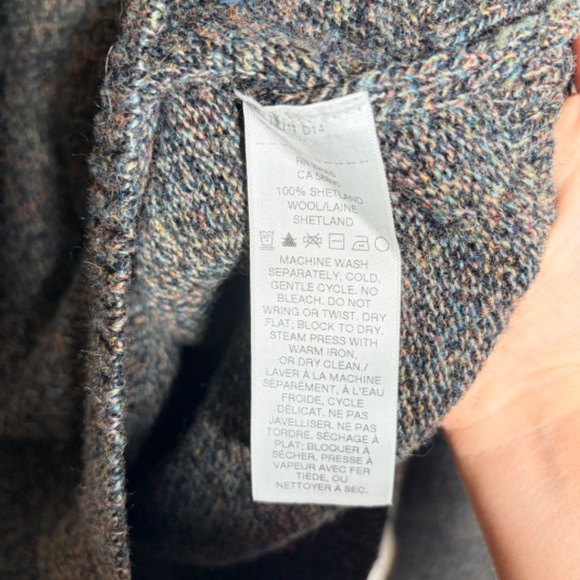 D14
CA
100% SHETLAND
WOOL/LAINE
SHETLAND
MACHINE WASH
SEPARATELY, COLD,
GENTLE CYCLE. NO
BLEACH. DO NOT
WRING OR TWIST. DRY
FLAT; BLOCK TO DRY.
STEAM PRESS WITH
WARM IRON,
OR DRY CLEAN./
LAVER À LA MACHINE
SÉPARÉMENT, À L'EAU
FROIDE, CYCLE
DÉLICAT. NE PAS
JAVELLISER. NE PAS
TORDRE. SÉCHAGE À
PLAT; BLOQUER À
SÉCHER, PRESSE À
VAPEUR AVEC FER
TIÈDE, OU
NETTOYER À SEC.